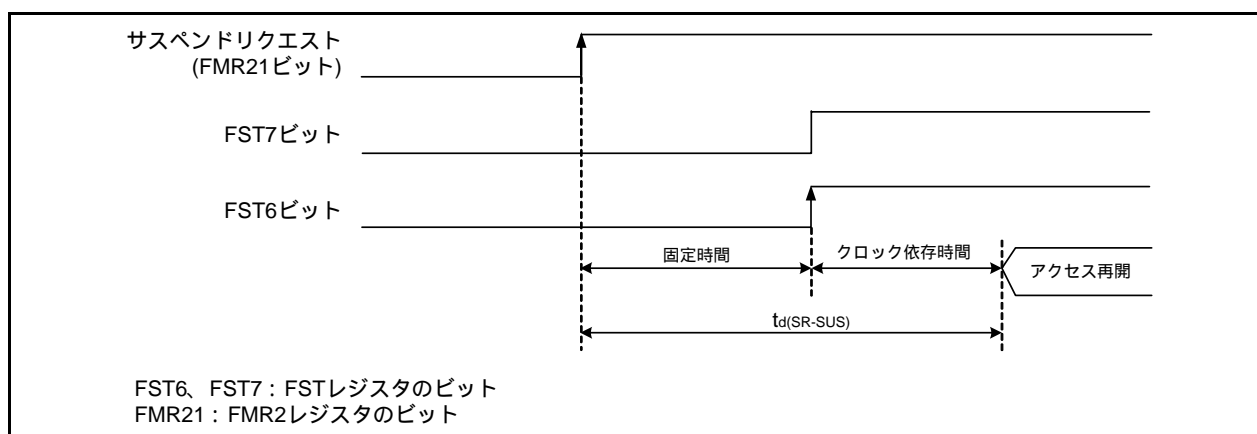 サスペンドリクエスト
(FMR21ビット)
FST7ビット
FST6ビット
固定時間
クロック依存時間
アクセス再開
td(SR-SUS)
FST6、FST7：FSTレジスタのビット
FMR21：FMR2レジスタのビット